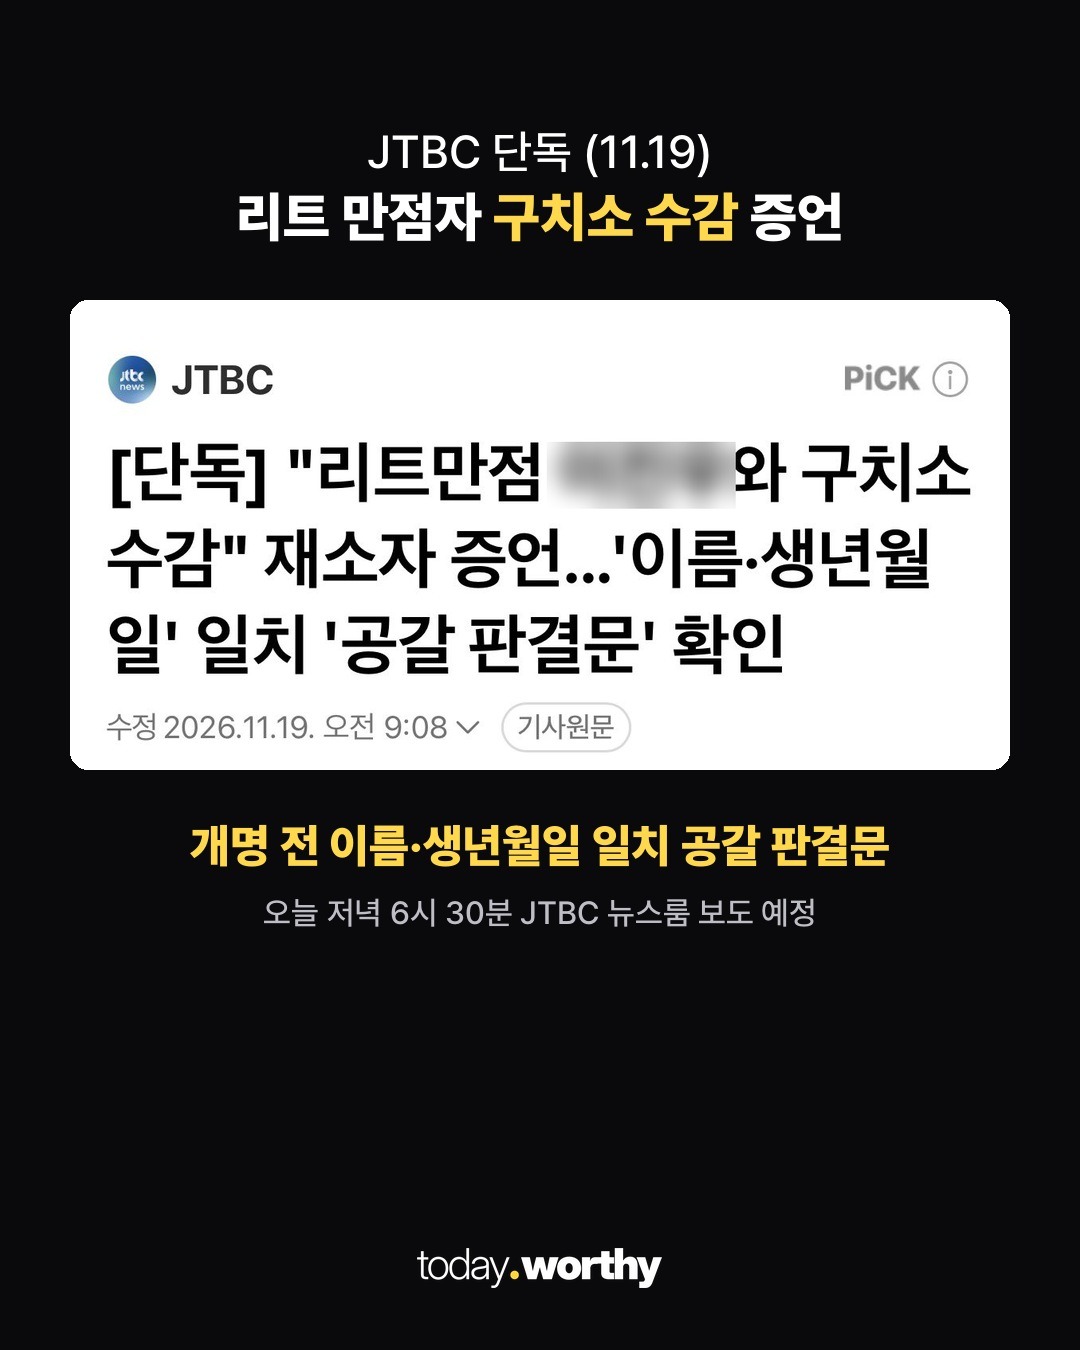 JTBC 단독 (11.19)
리트 만점자 구치소 수감 증언
jtbc
news
JTBC
PiCK
[단독] "리트만점 와 구치소
수감" 재소자 증언...'이름·생년월
일' 일치 '공갈 판결문' 확인
수정 2026.11.19. 오전 9:08
기사원문
개명 전 이름·생년월일 일치 공갈 판결문
오늘 저녁 6시 30분 JTBC 뉴스룸 보도 예정
today.worthy